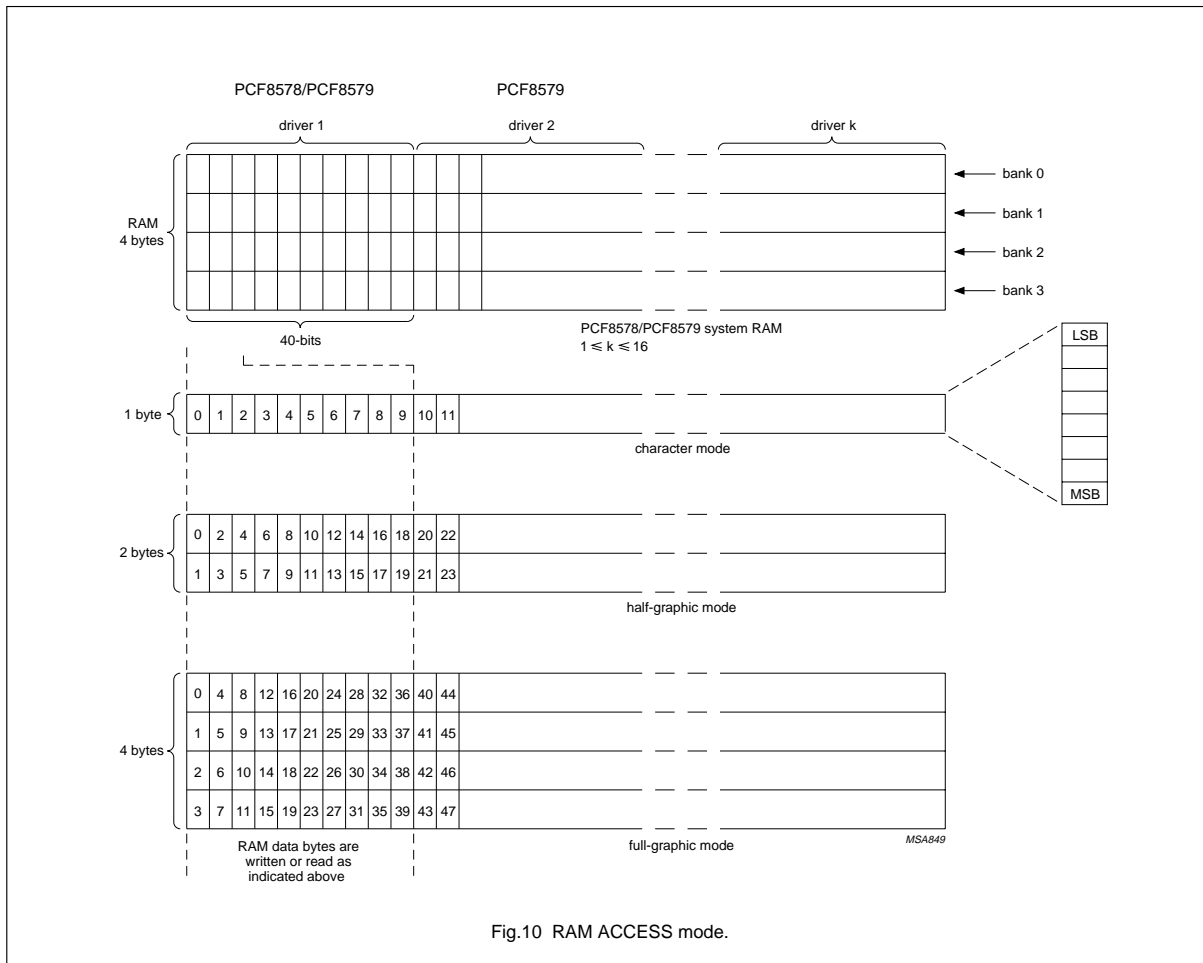 PCF8578/PCF8579 PCF8579
driver 1 driver 2 driver k
bank 0
bank 1
RAM
4 bytes
bank 2
bank 3
40-bits
PCF8578/PCF8579 system RAM
1 ≤ k ≤ 16
LSB
1 byte 0 1 2 3 4 5 6 7 8 9 10 11
character mode
MSB
0 2 4 6 8 10 12 14 16 18 20 22
2 bytes
1 3 5 7 9 11 13 15 17 19 21 23
half-graphic mode
0 4 8 12 16 20 24 28 32 36 40 44
1 5 9 13 17 21 25 29 33 37 41 45
4 bytes
2 6 10 14 18 22 26 30 34 38 42 46
3 7 11 15 19 23 27 31 35 39 43 47
MSA849
RAM data bytes are
written or read as
indicated above
full-graphic mode
Fig.10 RAM ACCESS mode.